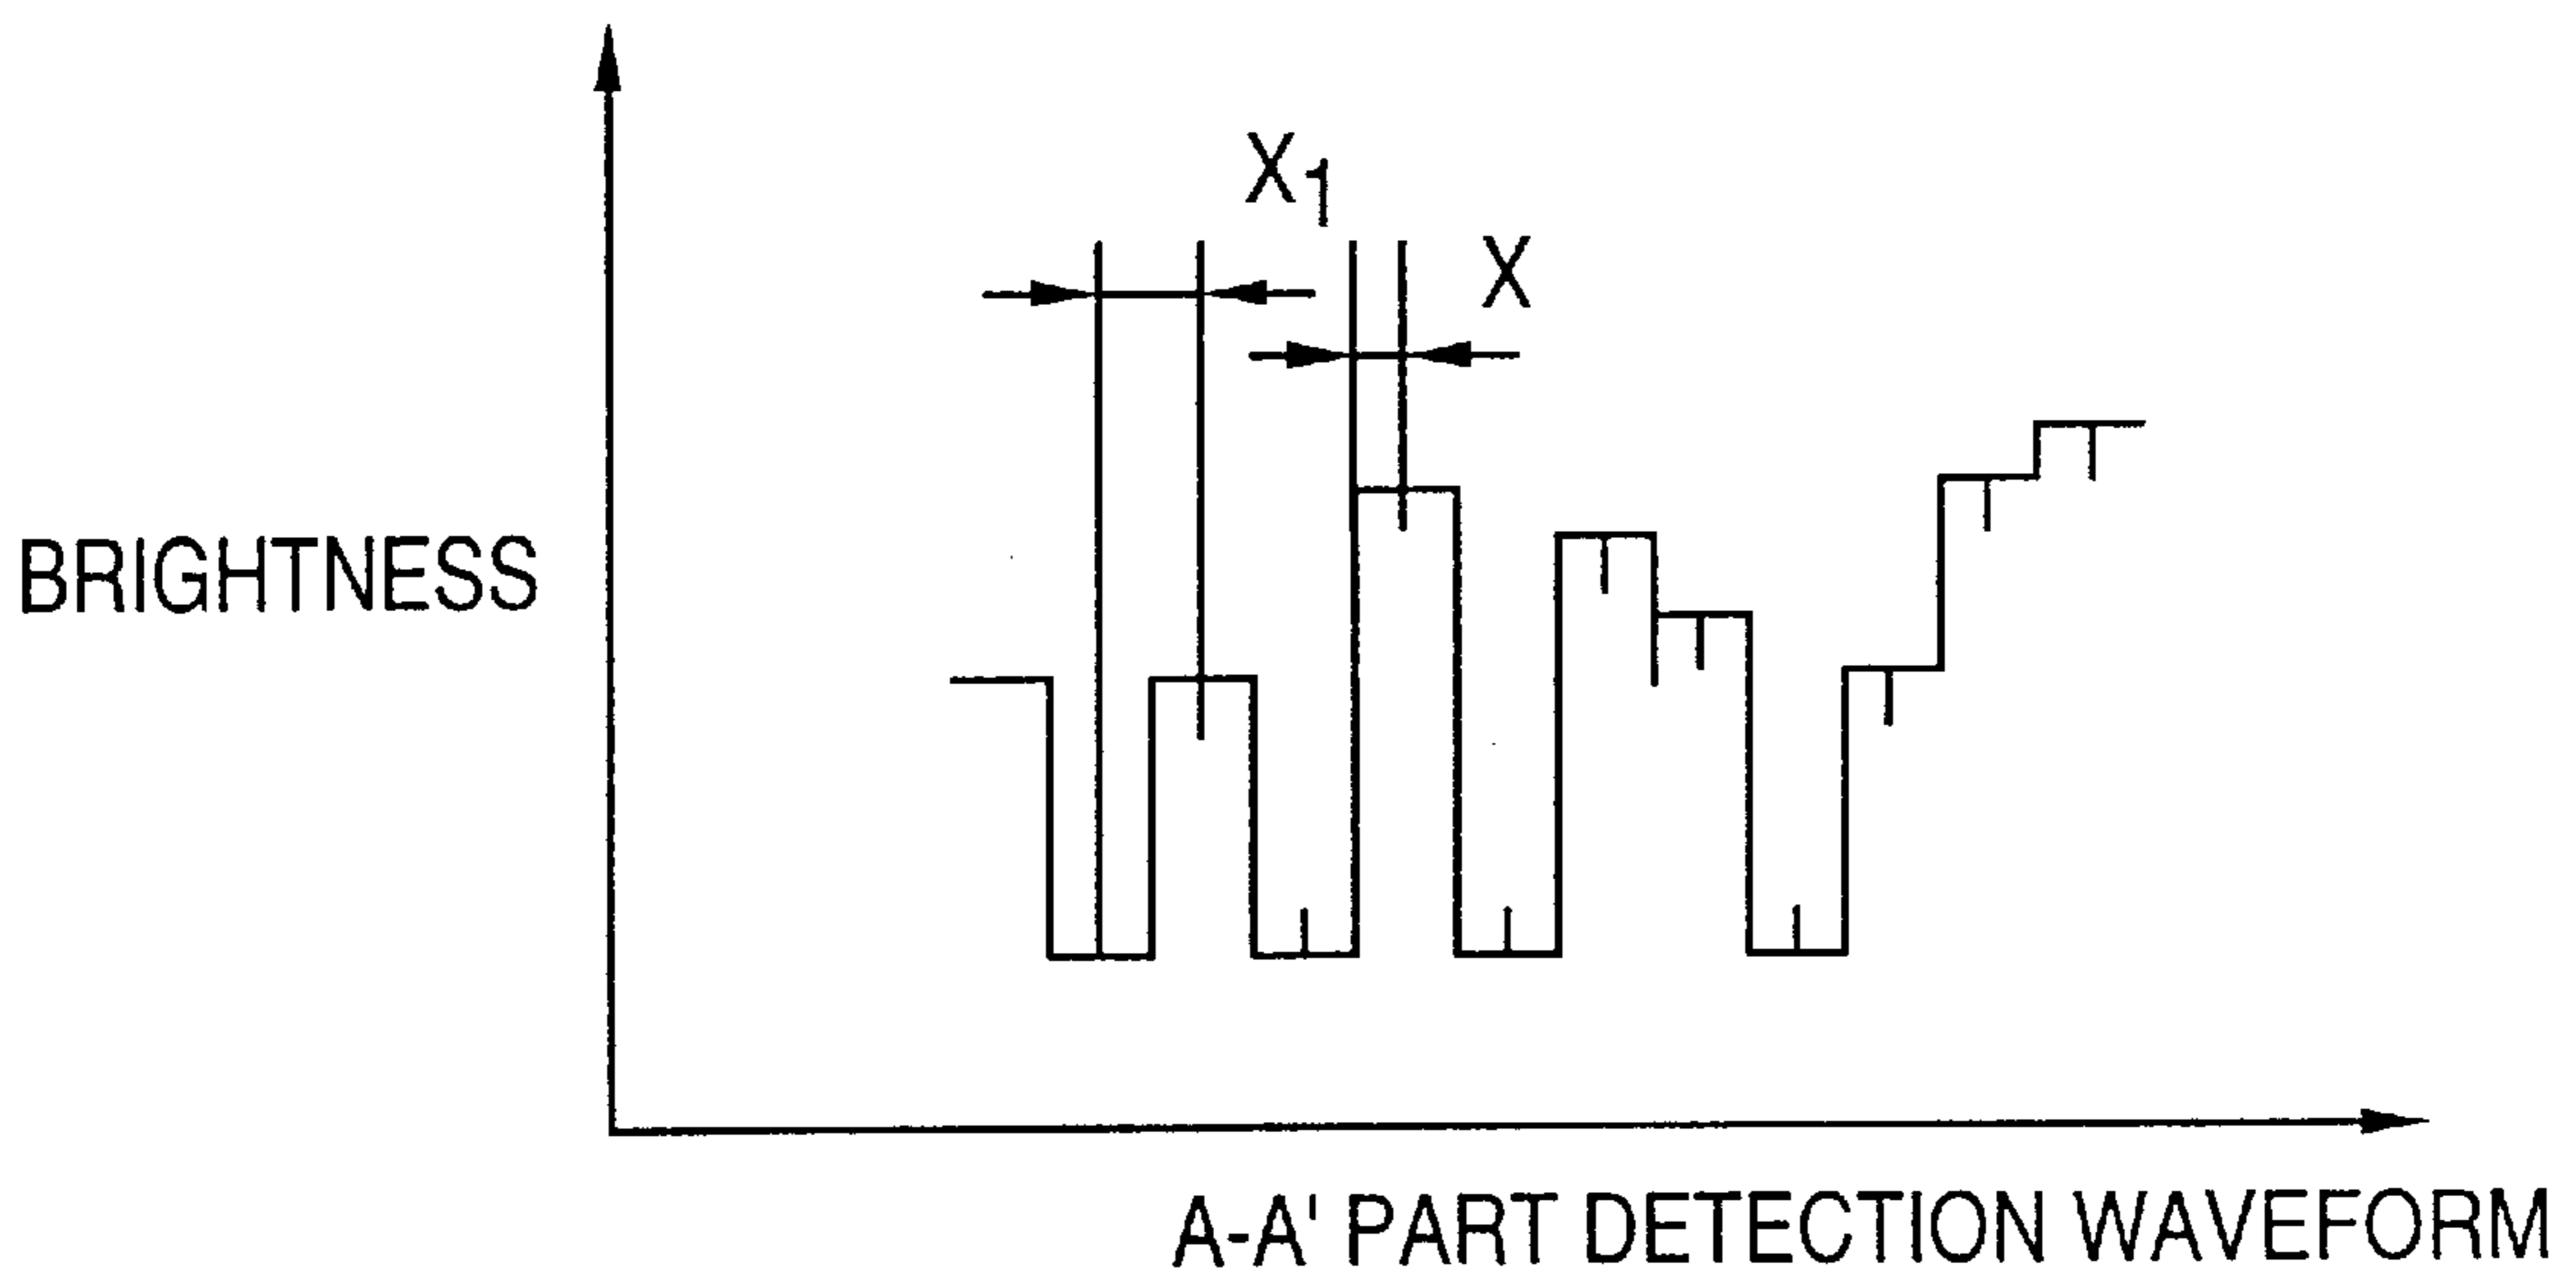 X₁
X
BRIGHTNESS
A-A' PART DETECTION WAVEFORM